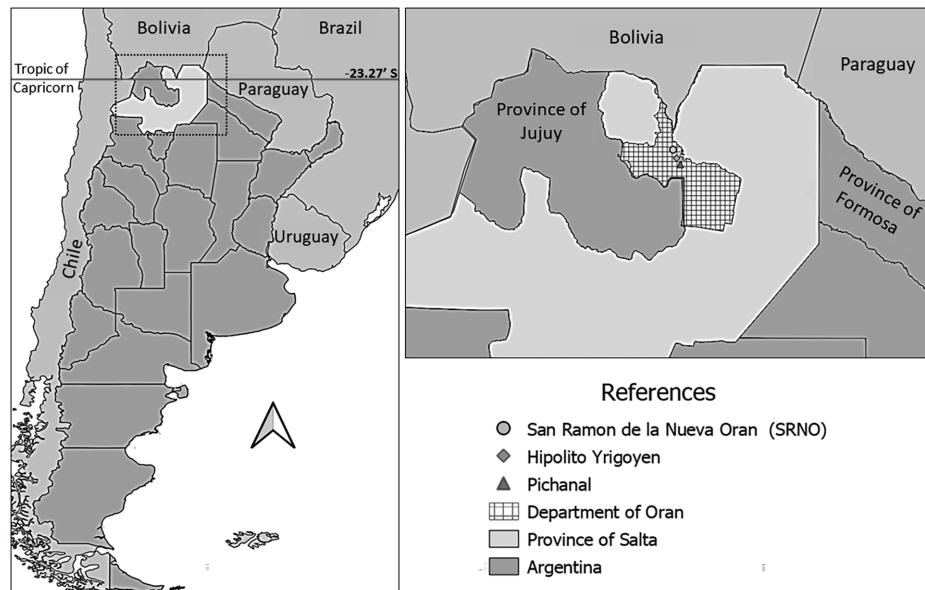 Bolivia
Brazil
Tropic of
Capricorn
-23.27' S
Paraguay
Uruguay
Chile
Bolivia
Paraguay
Province of
Jujuy
Province of
Formosa
References
San Ramon de la Nueva Oran (SRNO)
Hipolito Yrigoyen
Pichanal
Department of Oran
Province of Salta
Argentina